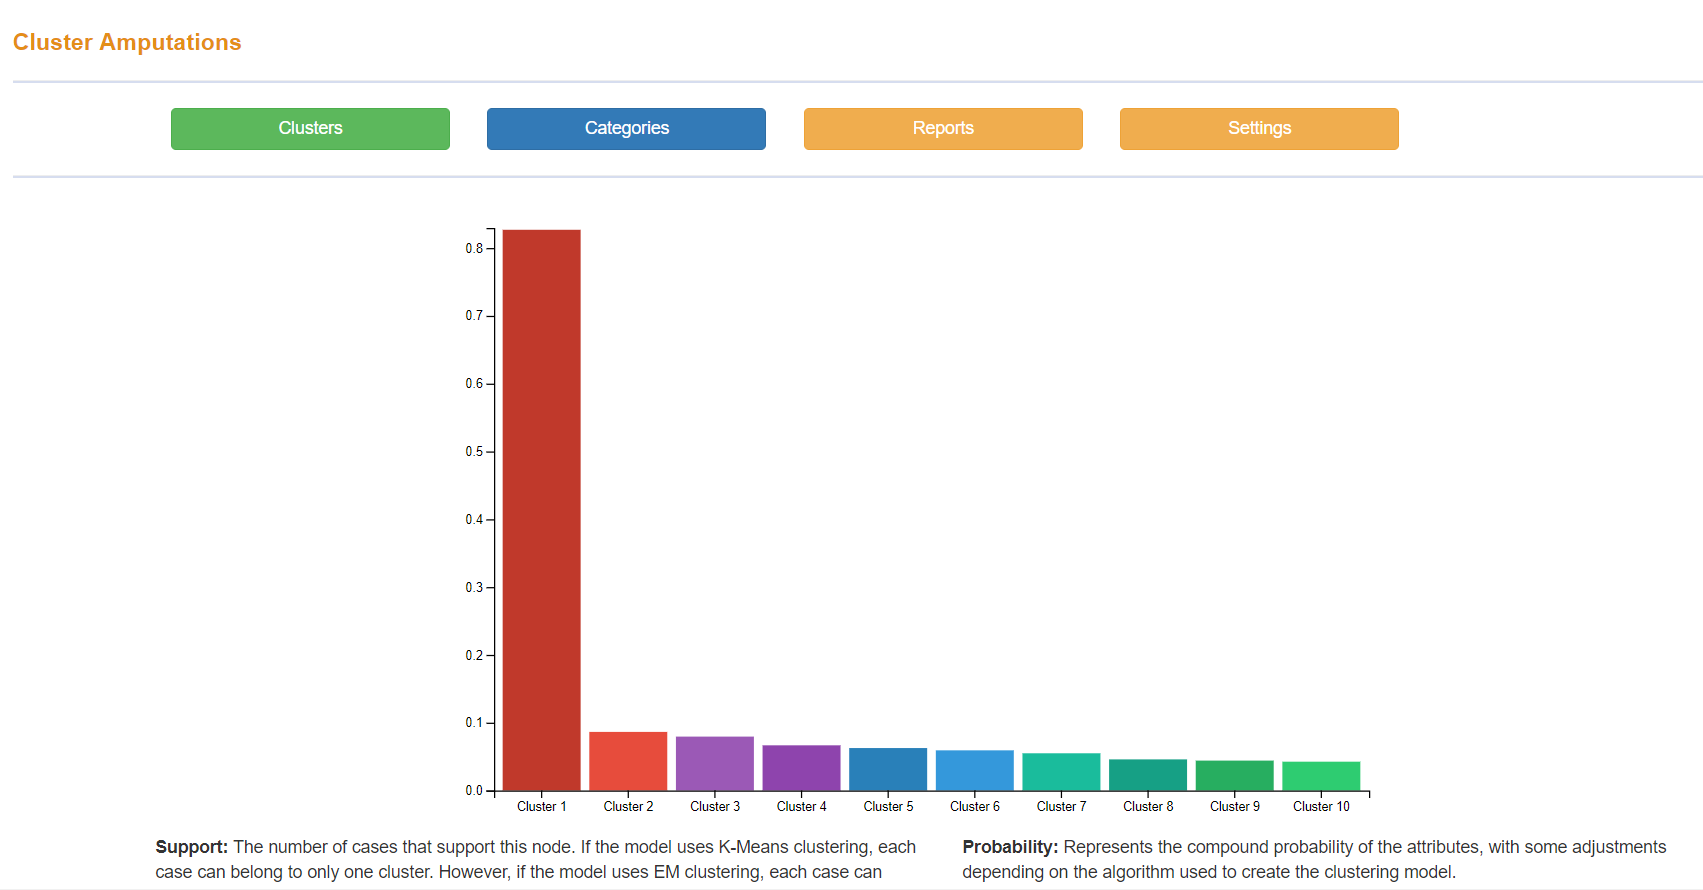 Cluster Amputations
Clusters
Categories
Reports
Settings
0.8
0.7
0.6
0.5
0.4
0.3
0.2
0.1
0.0
Cluster 1
Cluster 2
Cluster 3
Cluster 4
Cluster 5
Cluster 6
Cluster 7
Cluster 8
Cluster 9
Cluster 10
Support: The number of cases that support this node. If the model uses K-Means clustering, each
case can belong to only one cluster. However, if the model uses EM clustering, each case can
Probability: Represents the compound probability of the attributes, with some adjustments
depending on the algorithm used to create the clustering model.